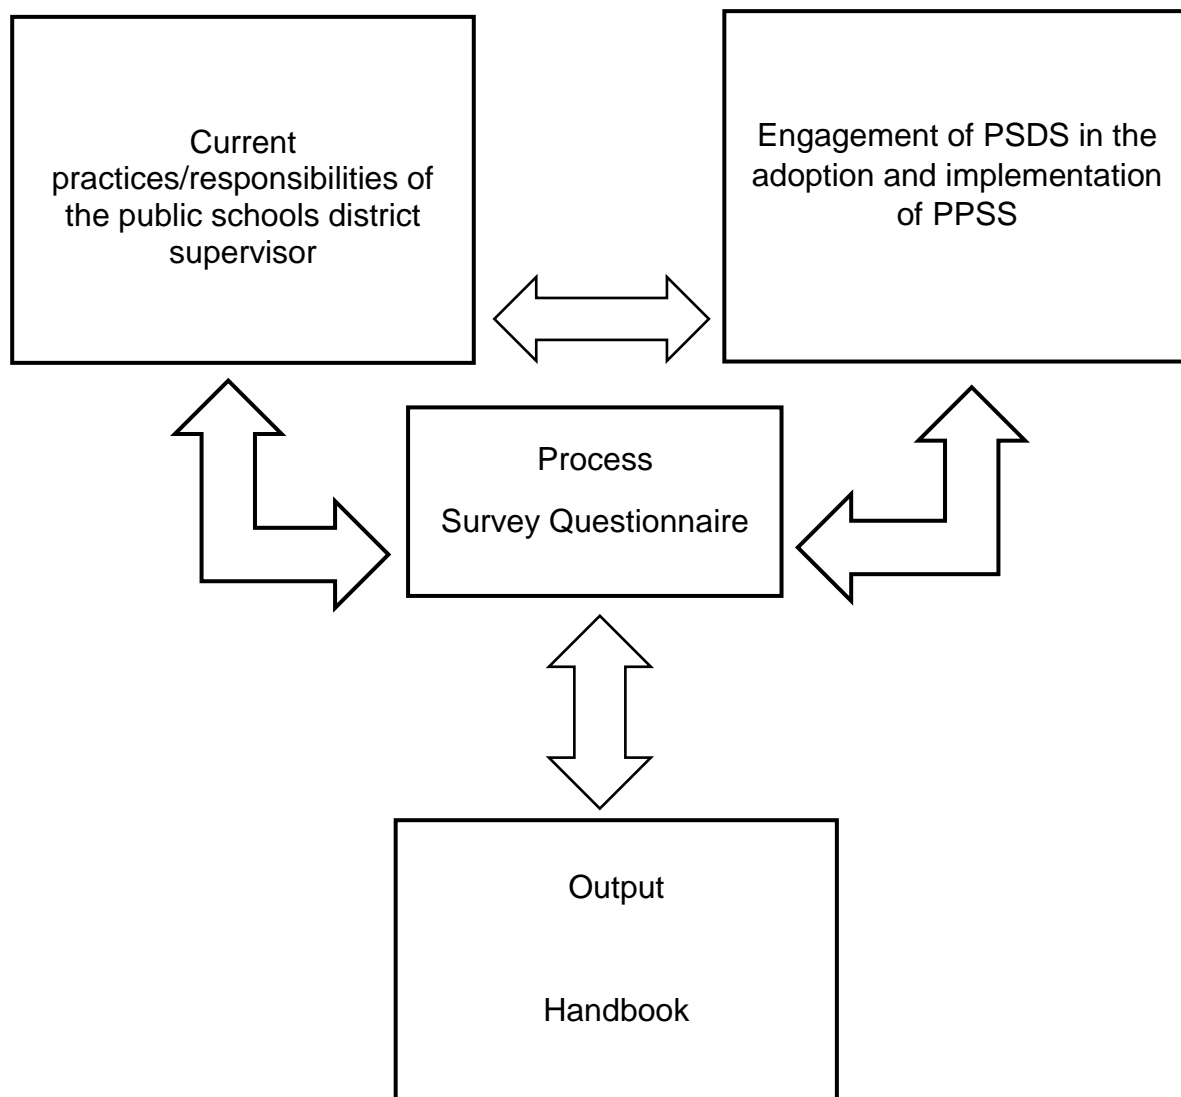 Current
practices/responsibilities of
the public schools district
supervisor
Engagement of PSDS in the
adoption and implementation
of PPSS
Process
Survey Questionnaire
Output
Handbook